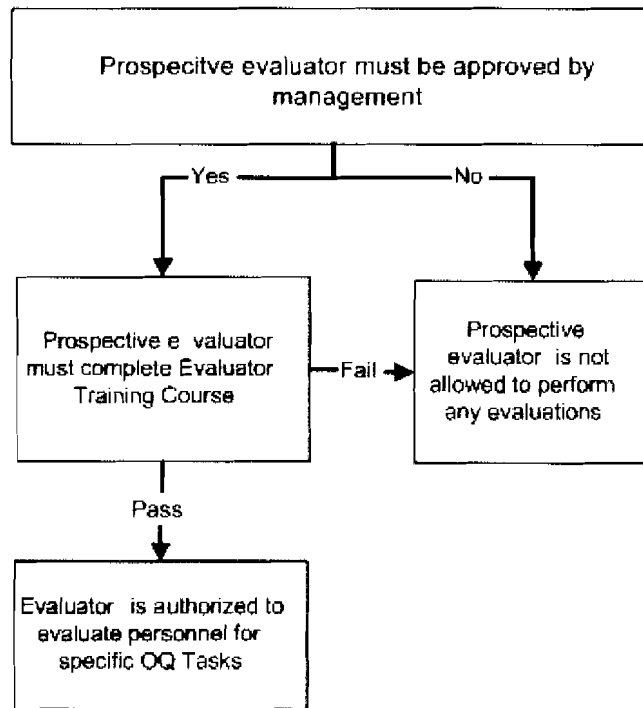 Prospecitve evaluator must be approved by
management
Yes
No
Prospective e valuator
must complete Evaluator
Training Course
Fail
Prospective
evaluator is not
allowed to perform
any evaluations
Pass
Evaluator is authorized to
evaluate personnel for
specific OQ Tasks